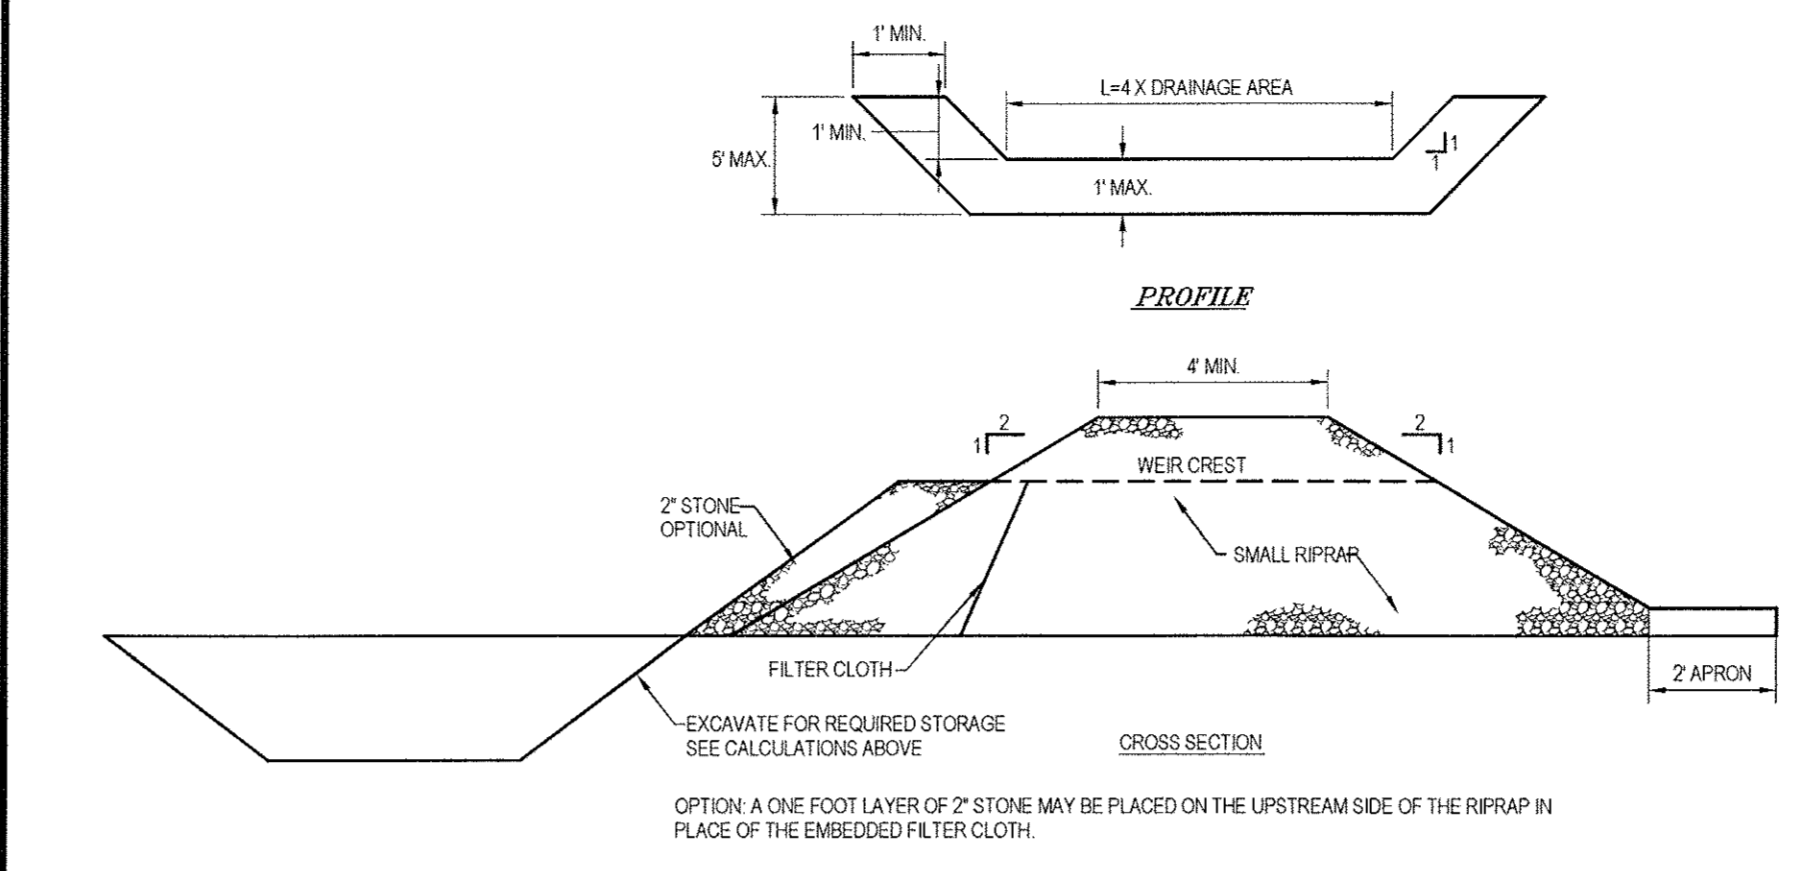 1' MIN.
L=4 X DRAINAGE AREA
1' MIN.
5' MAX.
1
1
1' MAX.
PROFILE
4' MIN.
2
1
2
1
WEIR CREST
2" STONE
OPTIONAL
SMALL RIPRAP
FILTER CLOTH
2' APRON
EXCAVATE FOR REQUIRED STORAGE
SEE CALCULATIONS ABOVE
CROSS SECTION
OPTION: A ONE FOOT LAYER OF 2" STONE MAY BE PLACED ON THE UPSTREAM SIDE OF THE RIPRAP IN
PLACE OF THE EMBEDDED FILTER CLOTH.